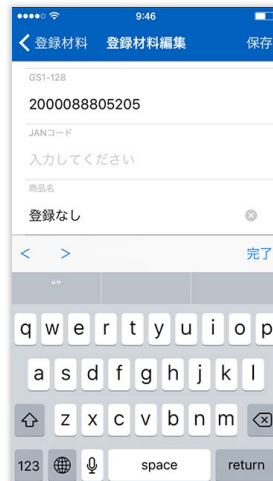 9:46
登録材料 登録材料編集 保存
GS1-128
2000088805205
JANコード
入力してください
商品名
登録なし
< > 完了
“”
q w e r t y u i o p
a s d f g h j k l
z x c v b n m
123 space return